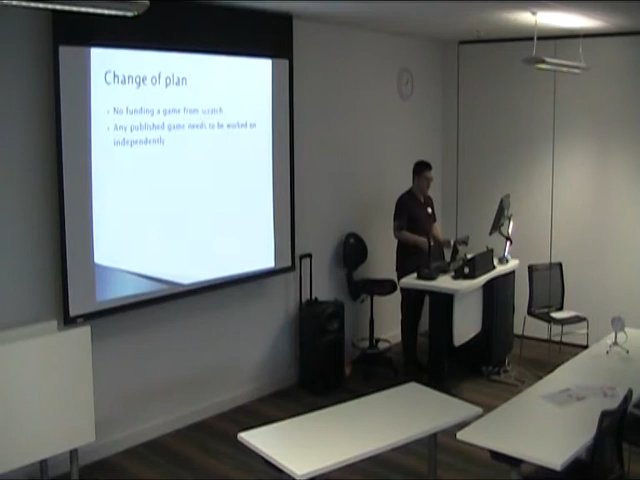 Change of plan
No funding a game from scratch
Any published game needs to be worked on
independently